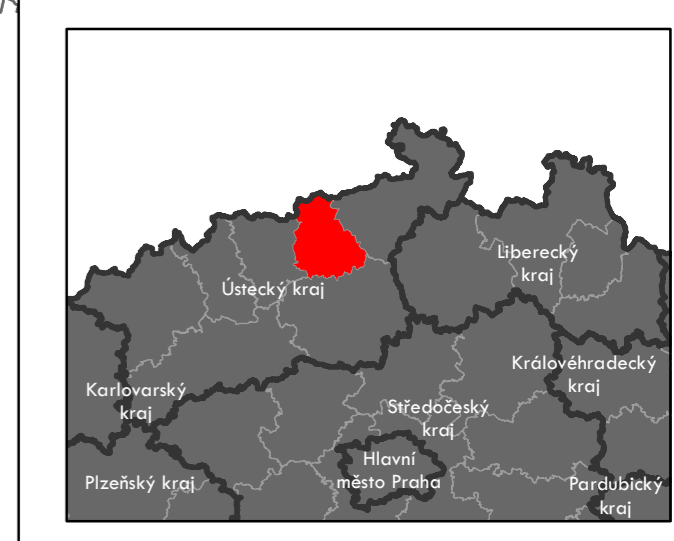 Liberecký
kraj
Ústecký kraj
Královéhradecký
kraj
Karlovarský
kraj
Středočeský
kraj
Hlavní
město Praha
Plzeňský kraj
Pardubický
kraj